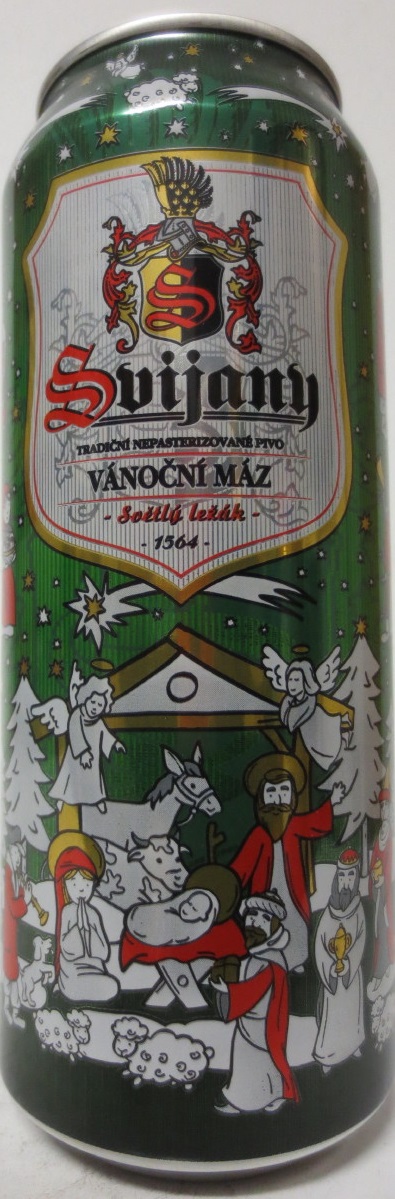 S
Svijany
TRADIČNÍ NEPASTERIZOVANÉ PIVO
VÁNOČNÍ MÁZ
- Světlý ležák -
- 1564 -